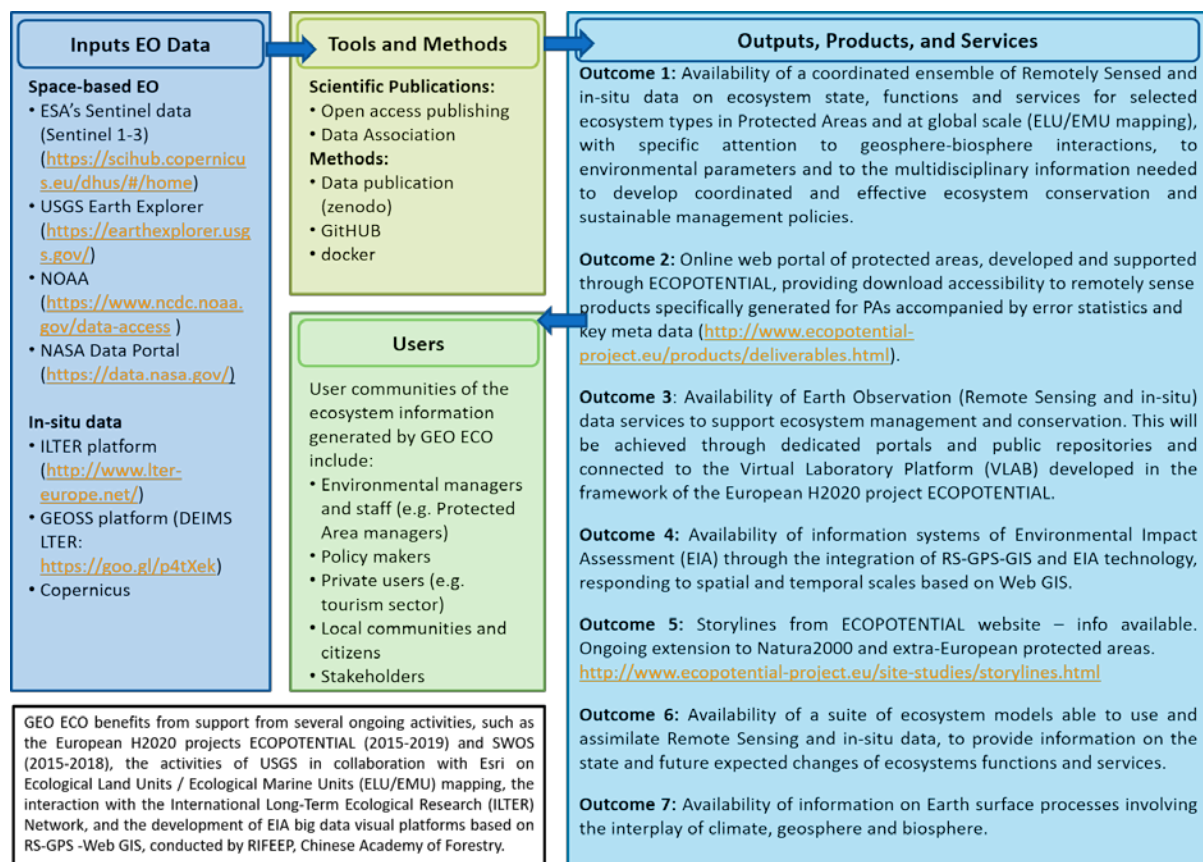 Inputs EO Data
Space-based EO
• ESA's Sentinel data
(Sentinel 1-3)
(https://scihub.copernicu
s.eu/dhus/#/home)
• USGS Earth Explorer
(https://earthexplorer.usg
s.gov/)
• NOAA
(https://www.ncdc.noaa.
gov/data-access )
• NASA Data Portal
(https://data.nasa.gov/)
In-situ data
• ILTER platform
(http://www.lter-
europe.net/)
• GEOSS platform (DEIMS
LTER:
https://goo.gl/p4tXek)
• Copernicus
Tools and Methods
Scientific Publications:
• Open access publishing
• Data Association
Methods:
• Data publication
(zenodo)
• GitHUB
• docker
Outputs, Products, and Services
Outcome 1: Availability of a coordinated ensemble of Remotely Sensed and
in-situ data on ecosystem state, functions and services for selected
ecosystem types in Protected Areas and at global scale (ELU/EMU mapping),
with specific attention to geosphere-biosphere interactions, to
environmental parameters and to the multidisciplinary information needed
to develop coordinated and effective ecosystem conservation and
sustainable management policies.
Outcome 2: Online web portal of protected areas, developed and supported
through ECOPOTENTIAL, providing download accessibility to remotely sense
products specifically generated for PAs accompanied by error statistics and
key meta data (http://www.ecopotential-
project.eu/products/deliverables.html).
Outcome 3: Availability of Earth Observation (Remote Sensing and in-situ)
data services to support ecosystem management and conservation. This will
be achieved through dedicated portals and public repositories and
connected to the Virtual Laboratory Platform (VLAB) developed in the
framework of the European H2020 project ECOPOTENTIAL.
Outcome 4: Availability of information systems of Environmental Impact
Assessment (EIA) through the integration of RS-GPS-GIS and EIA technology,
responding to spatial and temporal scales based on Web GIS.
Outcome 5: Storylines from ECOPOTENTIAL website – info available.
Ongoing extension to Natura2000 and extra-European protected areas.
http://www.ecopotential-project.eu/site-studies/storylines.html
Outcome 6: Availability of a suite of ecosystem models able to use and
assimilate Remote Sensing and in-situ data, to provide information on the
state and future expected changes of ecosystems functions and services.
Outcome 7: Availability of information on Earth surface processes involving
the interplay of climate, geosphere and biosphere.
Users
User communities of the
ecosystem information
generated by GEO ECO
include:
• Environmental managers
and staff (e.g. Protected
Area managers)
• Policy makers
• Private users (e.g.
tourism sector)
• Local communities and
citizens
• Stakeholders
GEO ECO benefits from support from several ongoing activities, such as
the European H2020 projects ECOPOTENTIAL (2015-2019) and SWOS
(2015-2018), the activities of USGS in collaboration with Esri on
Ecological Land Units / Ecological Marine Units (ELU/EMU) mapping, the
interaction with the International Long-Term Ecological Research (ILTER)
Network, and the development of EIA big data visual platforms based on
RS-GPS -Web GIS, conducted by RIFEEP, Chinese Academy of Forestry.